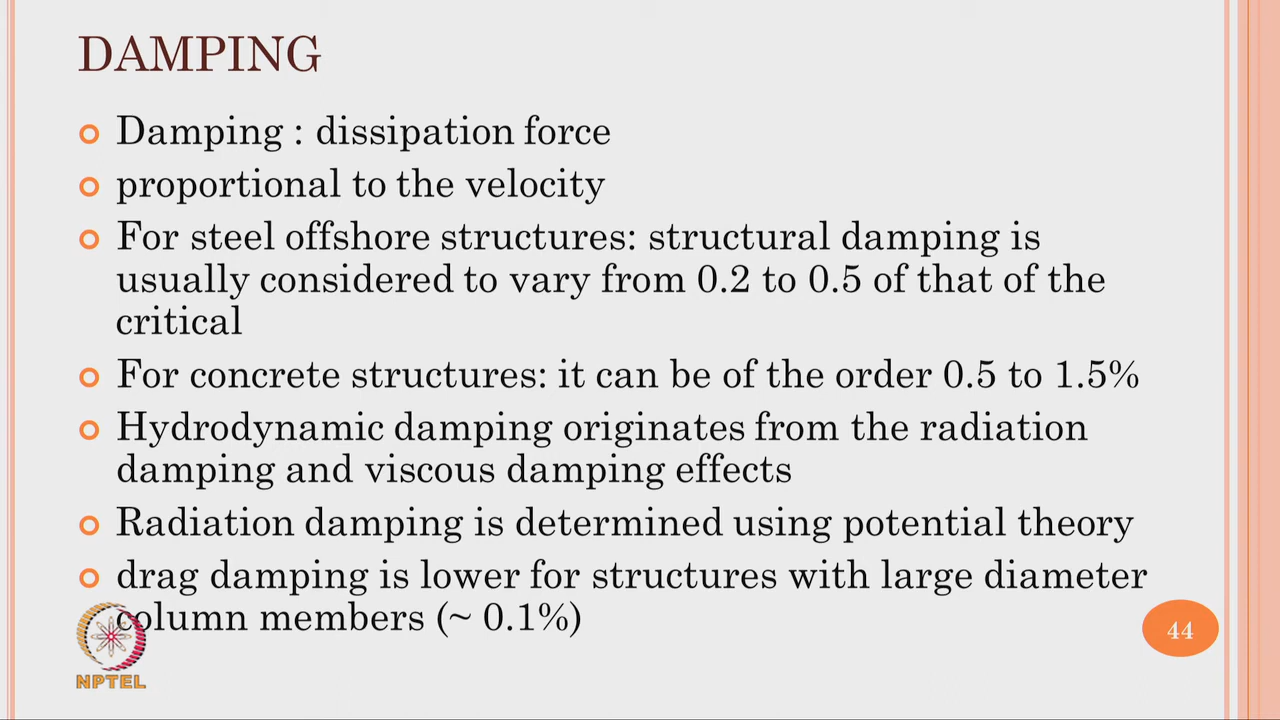 DAMPING
Damping : dissipation force
proportional to the velocity
For steel offshore structures: structural damping is
usually considered to vary from 0.2 to 0.5 of that of the
critical
For concrete structures: it can be of the order 0.5 to 1.5%
Hydrodynamic damping originates from the radiation
damping and viscous damping effects
Radiation damping is determined using potential theory
drag damping is lower for structures with large diameter
column members (~ 0.1%)
44
NPTEL